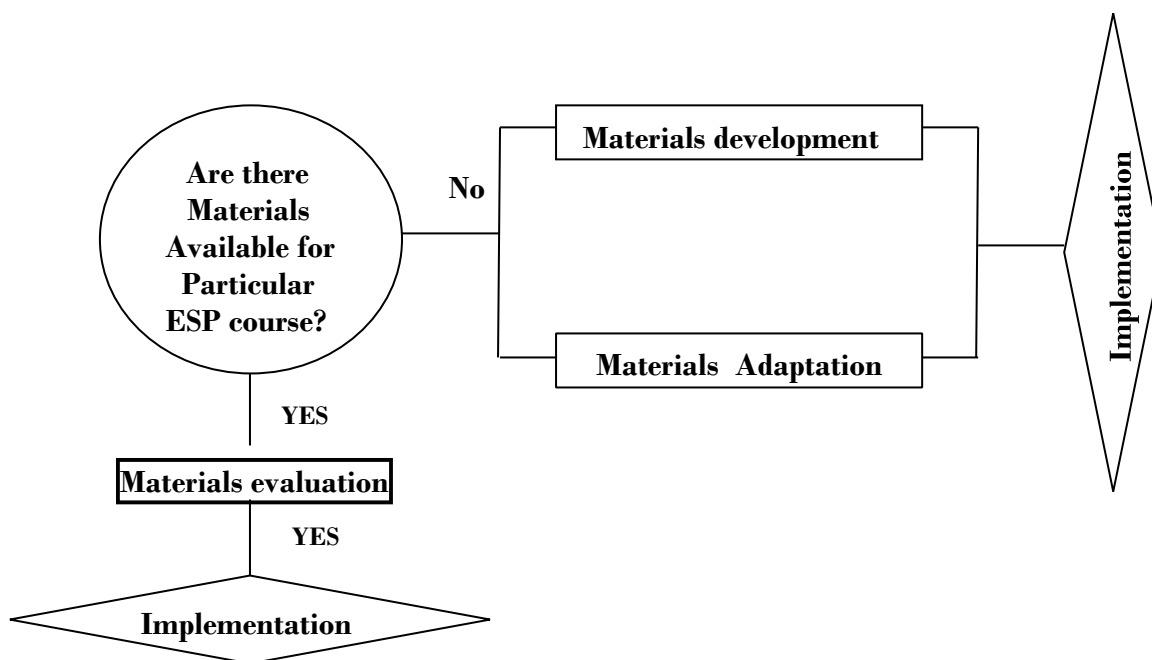 Are there
Materials
Available for
Particular
ESP course?
No
Materials development
Materials Adaptation
Implementation
YES
Materials evaluation
YES
Implementation